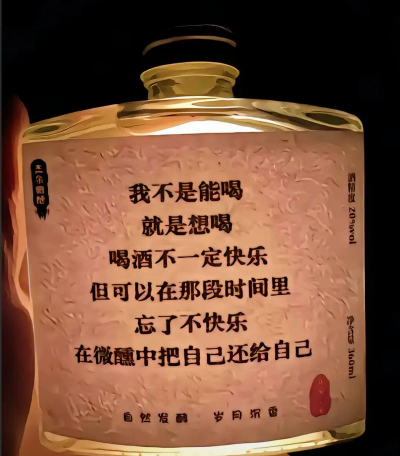 我不是能喝
就是想喝
喝酒不一定快乐
但可以在那段时间里
忘了不快乐
在微醺中把自己还给自己
自然发酵 岁月沉香
酒精度 20%vol
净含量 360ml